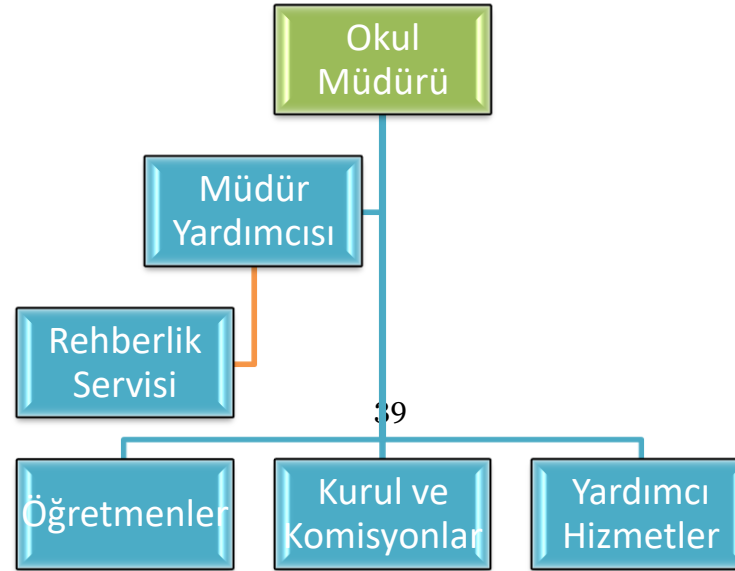 Okul
Müdürü
Müdür
Yardımcısı
Rehberlik
Servisi
39
Öğretmenler
Kurul ve
Komisyonlar
Yardımcı
Hizmetler